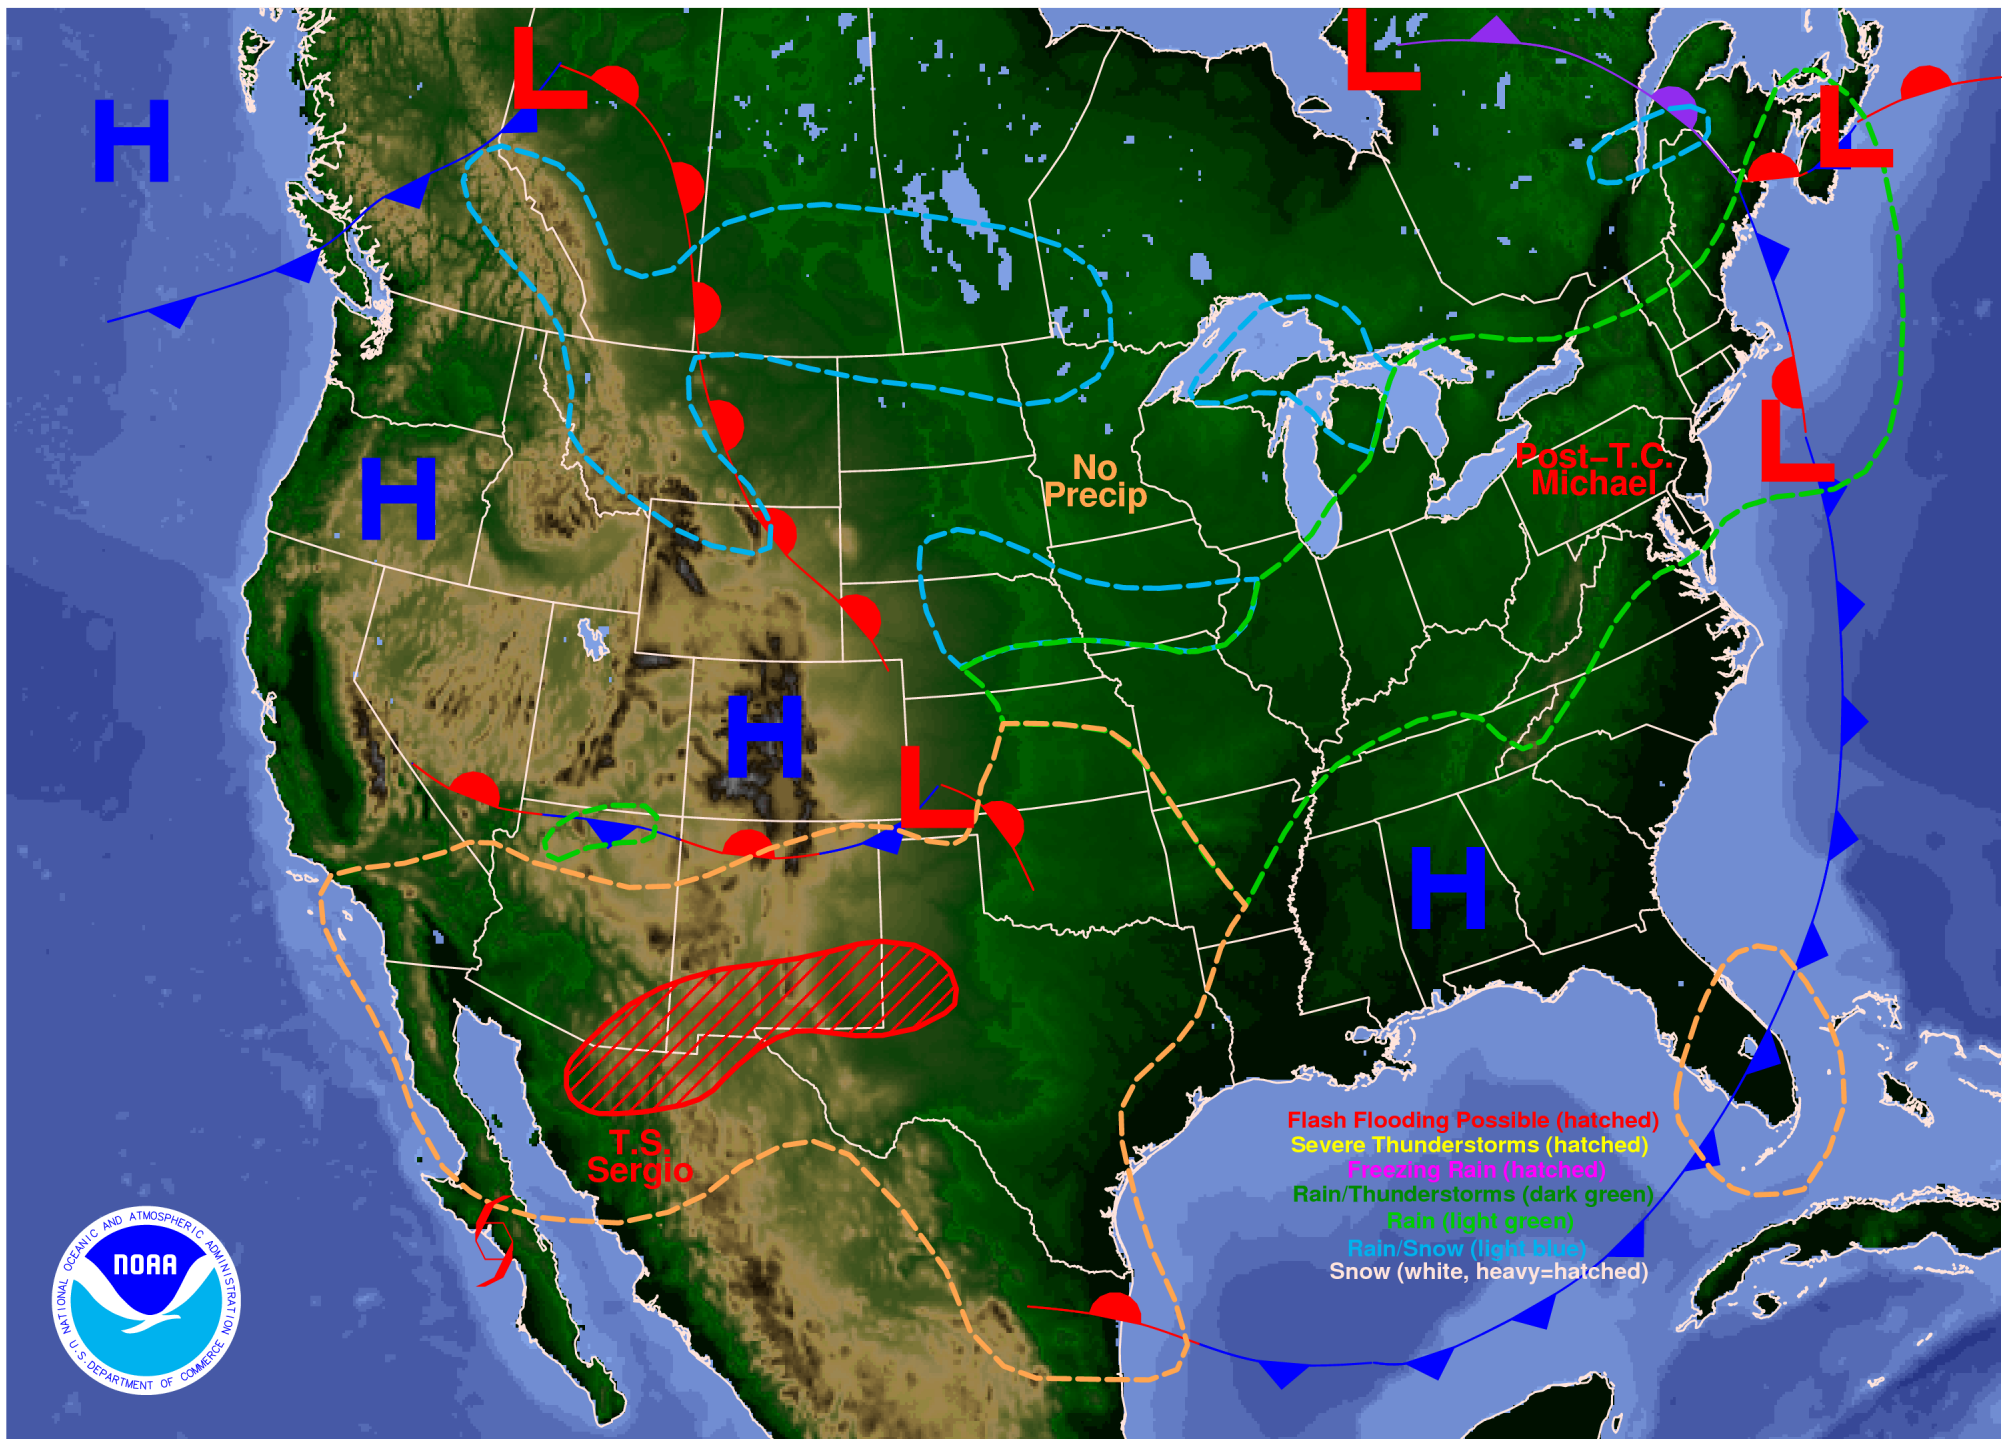 L
L
H
L
H
L
No
Precip
Post-T.C.
Michael
H
L
H
T.S.
Sergio
Flash Flooding Possible (hatched)
Severe Thunderstorms (hatched)
Freezing Rain (hatched)
Rain/Thunderstorms (dark green)
Rain (light green)
Rain/Snow (light blue)
Snow (white, heavy=hatched)
NATIONAL OCEANIC AND ATMOSPHERIC ADMINISTRATION
NOAA
U.S. DEPARTMENT OF COMMERCE